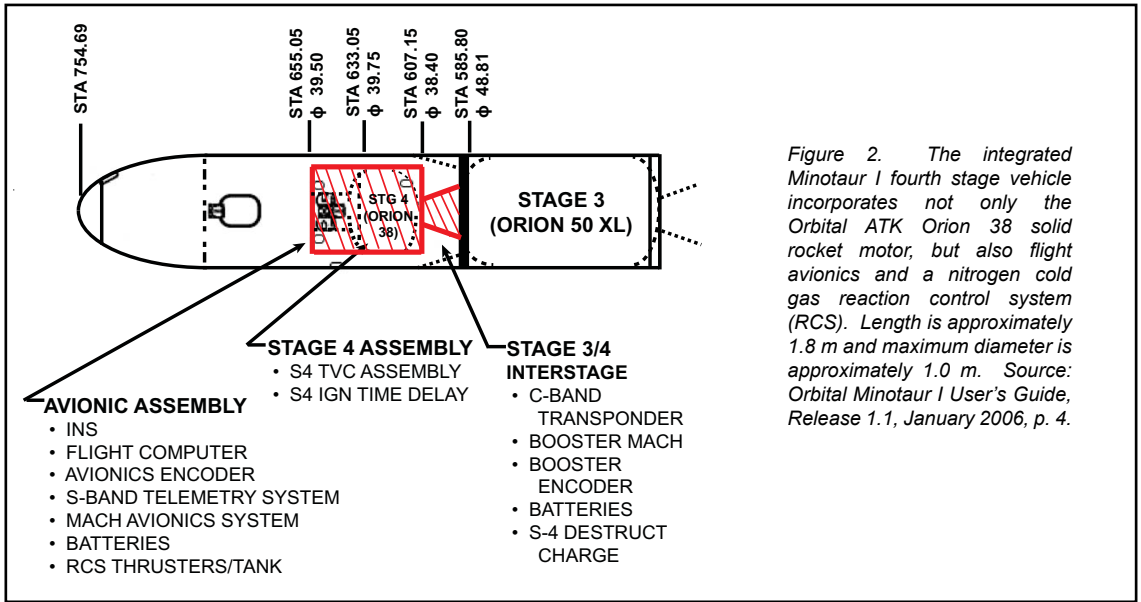 STA 754.69
STA 655.05
ϕ 39.50
STA 633.05
ϕ 39.75
STA 607.15
ϕ 38.40
STA 585.80
ϕ 48.81
STG 4
(ORION
38)
STAGE 3
(ORION 50 XL)
AVIONIC ASSEMBLY
• INS
• FLIGHT COMPUTER
• AVIONICS ENCODER
• S-BAND TELEMETRY SYSTEM
• MACH AVIONICS SYSTEM
• BATTERIES
• RCS THRUSTERS/TANK
STAGE 4 ASSEMBLY
• S4 TVC ASSEMBLY
• S4 IGN TIME DELAY
STAGE 3/4
INTERSTAGE
• C-BAND
TRANSPONDER
• BOOSTER MACH
• BOOSTER
ENCODER
• BATTERIES
• S-4 DESTRUCT
CHARGE
Figure 2. The integrated
Minotaur I fourth stage vehicle
incorporates not only the
Orbital ATK Orion 38 solid
rocket motor, but also flight
avionics and a nitrogen cold
gas reaction control system
(RCS). Length is approximately
1.8 m and maximum diameter is
approximately 1.0 m. Source:
Orbital Minotaur I User's Guide,
Release 1.1, January 2006, p. 4.